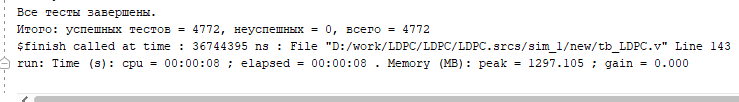 Все тесты завершены.
Итого: успешных тестов = 4772, неуспешных = 0, всего = 4772
$finish called at time : 36744395 ns : File "D:/work/LDPC/LDPC/LDPC.srcs/sim_1/new/tb_LDPC.v" Line 143
run: Time (s): cpu = 00:00:08 ; elapsed = 00:00:08 . Memory (MB): peak = 1297.105 ; gain = 0.000